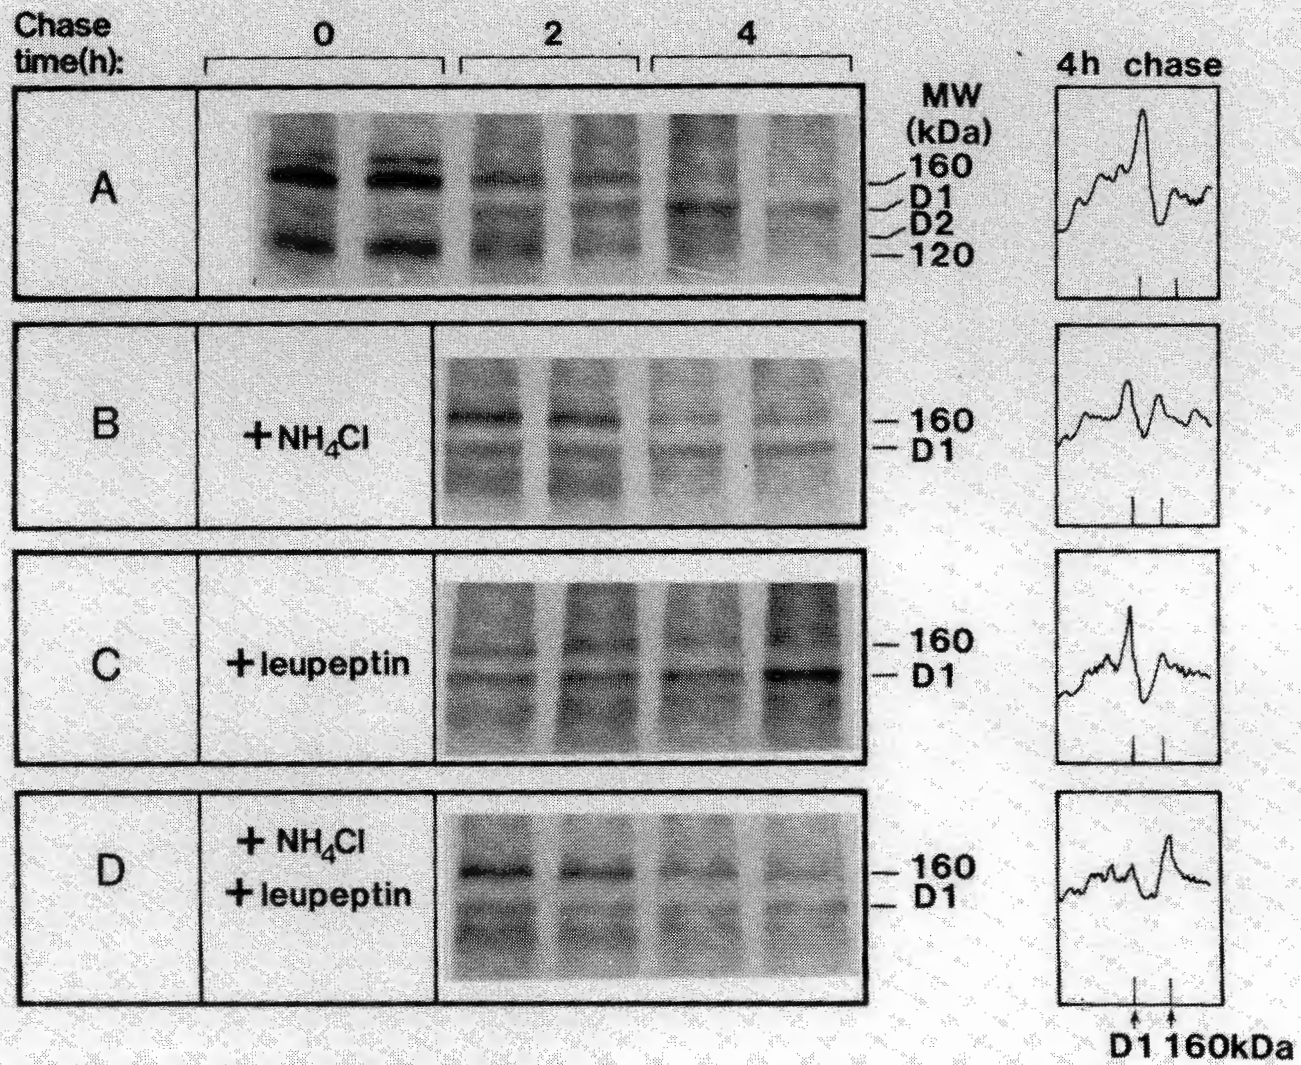 Chase
time(h): 0 2 4
4h chase
MW
(kDa)
A
160
D1
D2
120
B
+NH4Cl
160
D1
C
+leupeptin
160
D1
D
+ NH4Cl
+leupeptin
160
D1
D1 160kDa